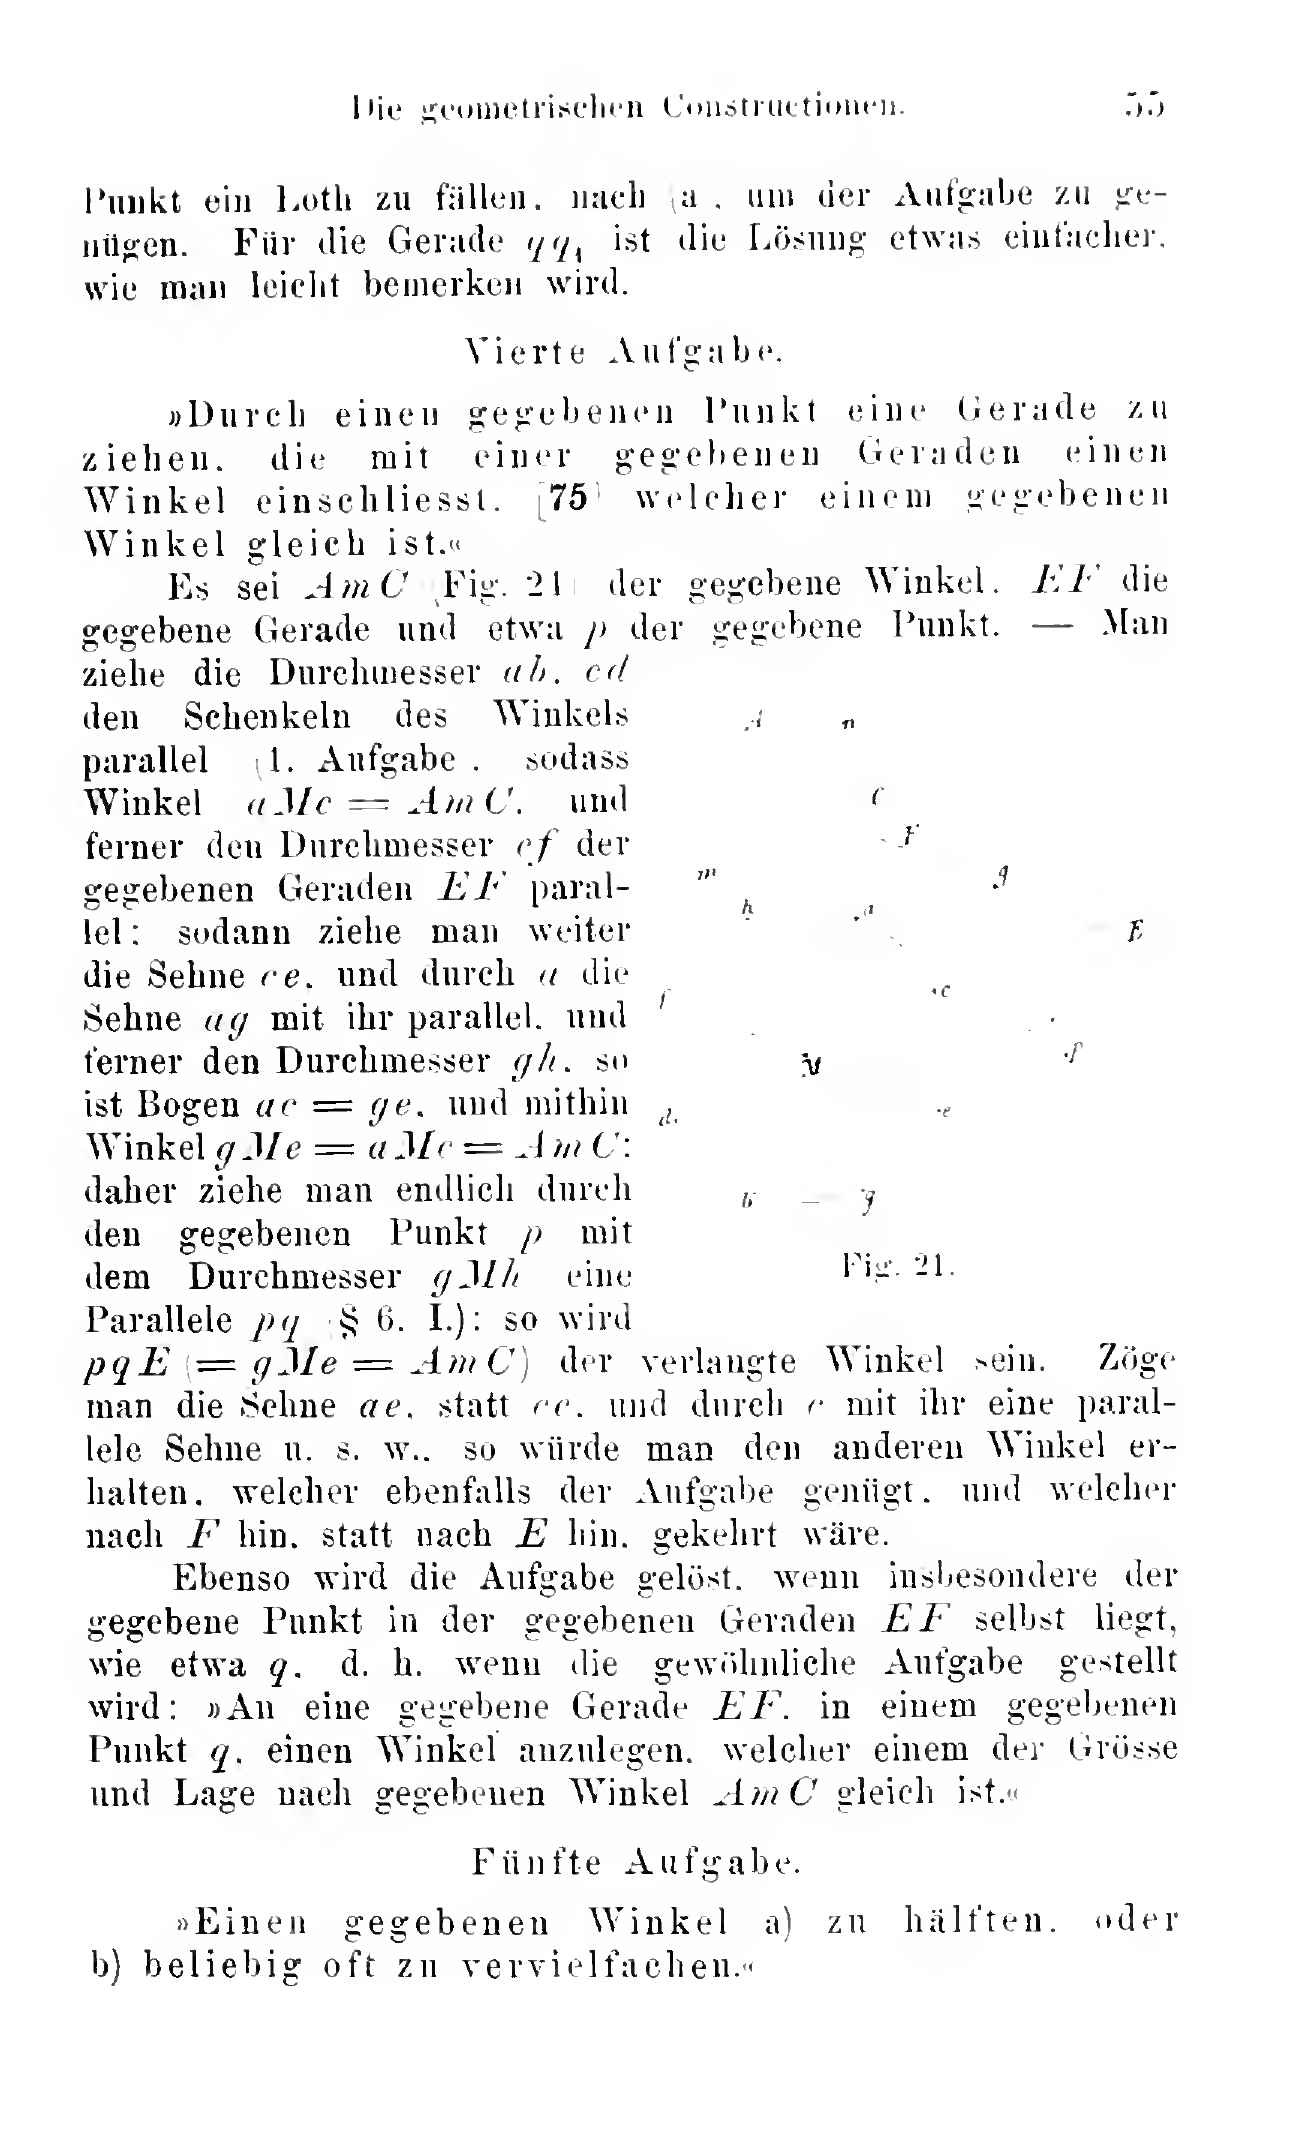 Die geometrischen Constructionen. 55
Punkt ein Loth zu fällen, nach (a), um der Aufgabe zu ge-
nügen. Für die Gerade qq₁ ist die Lösung etwas einfacher,
wie man leicht bemerken wird.
Vierte Aufgabe.
»Durch einen gegebenen Punkt eine Gerade zu
ziehen, die mit einer gegebenen Geraden einen
Winkel einschliesst, [75] welcher einem gegebenen
Winkel gleich ist.«
Es sei AmC (Fig. 21) der gegebene Winkel, EF die
gegebene Gerade und etwa p der gegebene Punkt. — Man
ziehe die Durchmesser ab, cd
den Schenkeln des Winkels
parallel (1. Aufgabe), sodass
Winkel aMc = AmC, und
ferner den Durchmesser ef der
gegebenen Geraden EF paral-
lel; sodann ziehe man weiter
die Sehne ce, und durch a die
Sehne ag mit ihr parallel, und
ferner den Durchmesser gh, so
ist Bogen ac = ge, und mithin
Winkel gMe = aMc = AmC;
daher ziehe man endlich durch
den gegebenen Punkt p mit
dem Durchmesser gMh eine
Parallele pq (§ 6, I.); so wird
A n
C
F
m g
h a
E
f c
M f
d e
b g
Fig. 21.
pqE (= gMe = AmC) der verlangte Winkel sein. Zöge
man die Sehne ae, statt ce, und durch c mit ihr eine paral-
lele Sehne u. s. w., so würde man den anderen Winkel er-
halten, welcher ebenfalls der Aufgabe genügt, und welcher
nach F hin, statt nach E hin, gekehrt wäre.
Ebenso wird die Aufgabe gelöst, wenn insbesondere der
gegebene Punkt in der gegebenen Geraden EF selbst liegt,
wie etwa q, d. h. wenn die gewöhnliche Aufgabe gestellt
wird: »An eine gegebene Gerade EF, in einem gegebenen
Punkt q, einen Winkel anzulegen, welcher einem der Grösse
und Lage nach gegebenen Winkel AmC gleich ist.«
Fünfte Aufgabe.
»Einen gegebenen Winkel a) zu hälften, oder
b) beliebig oft zu vervielfachen.«